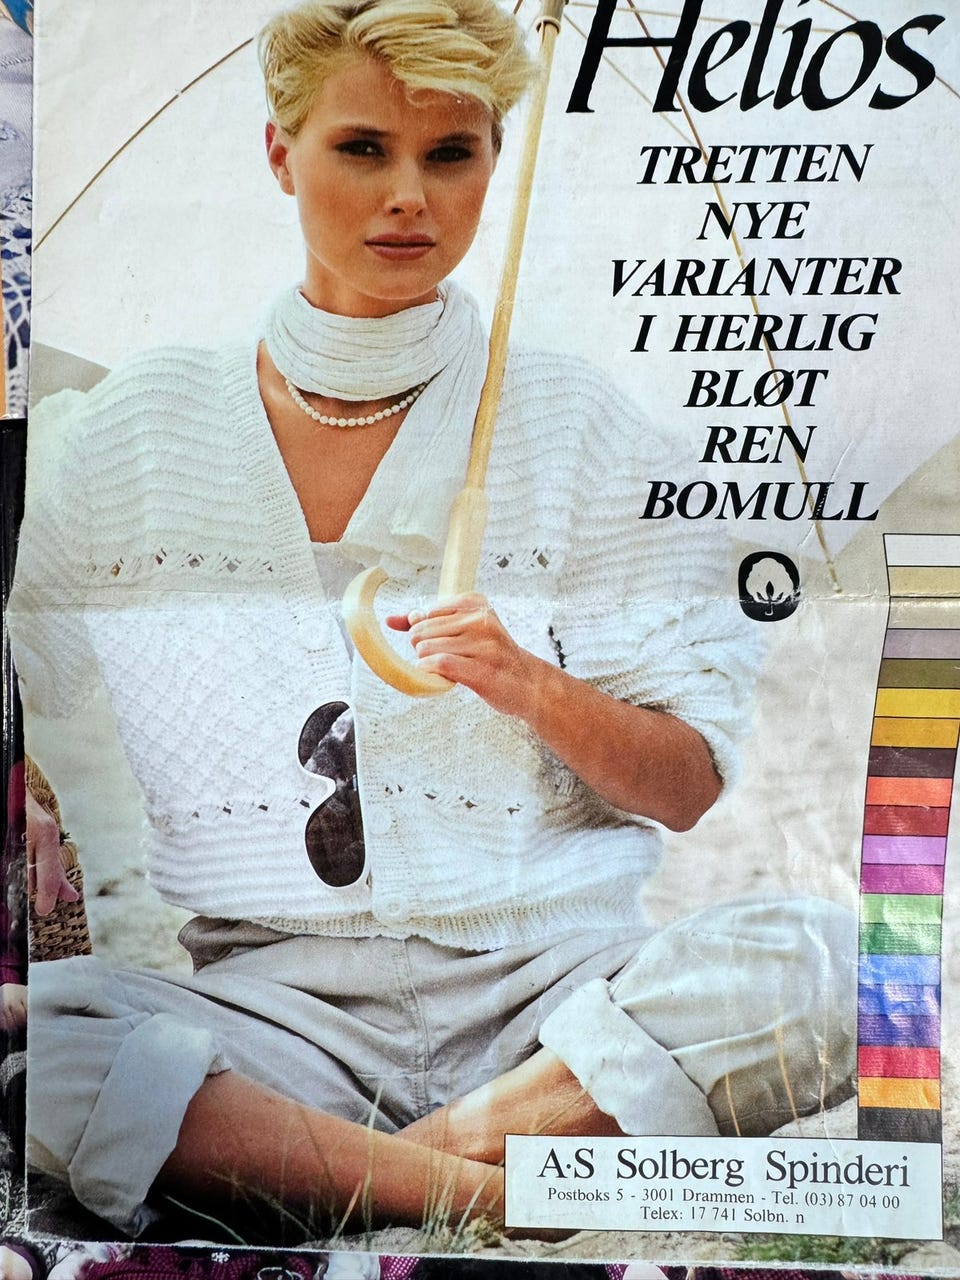 Helios
TRETTEN
NYE
VARIANTER
I HERLIG
BLØT
REN
BOMULL
A·S Solberg Spinderi
Postboks 5 - 3001 Drammen - Tel. (03) 87 04 00
Telex: 17 741 Solbn. n